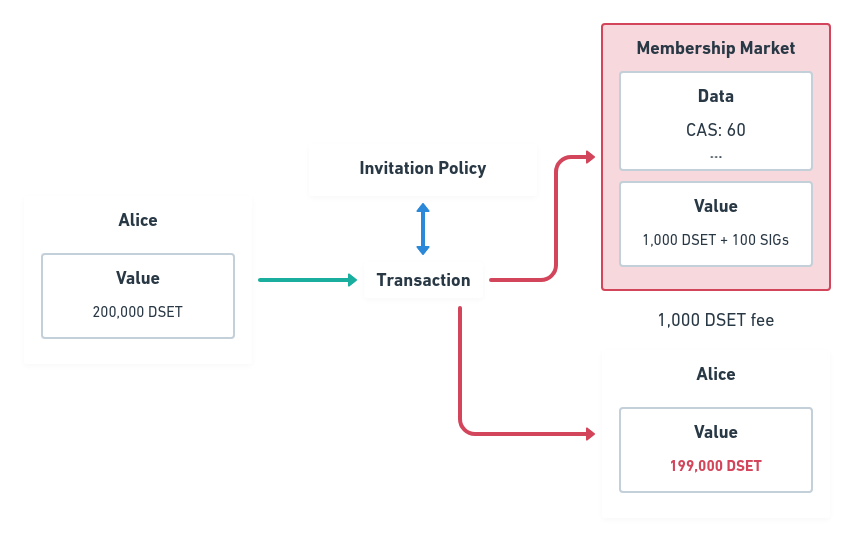 Alice
Value
200,000 DSET
Invitation Policy
Transaction
Membership Market
Data
CAS: 60
...
Value
1,000 DSET + 100 SIGs
1,000 DSET fee
Alice
Value
199,000 DSET